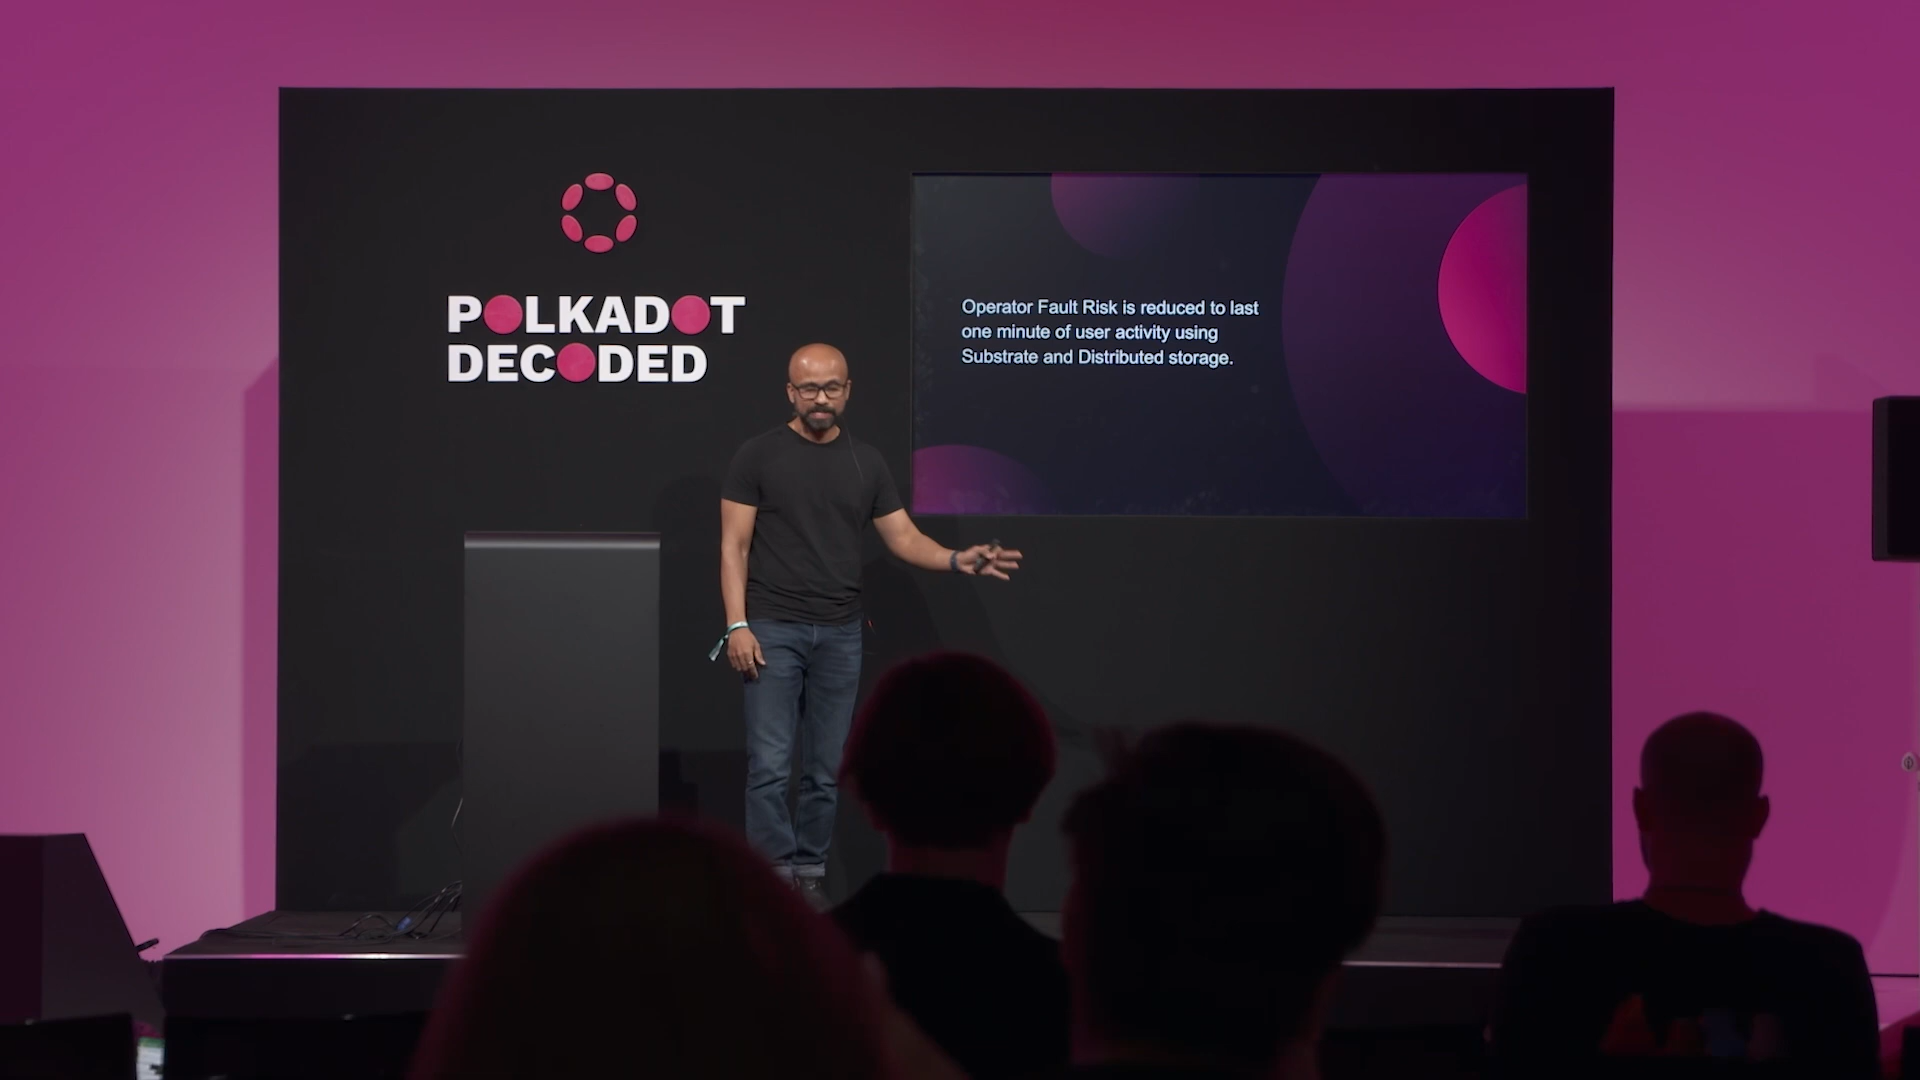 POLKADOT
DECODED
Operator Fault Risk is reduced to last
one minute of user activity using
Substrate and Distributed storage.